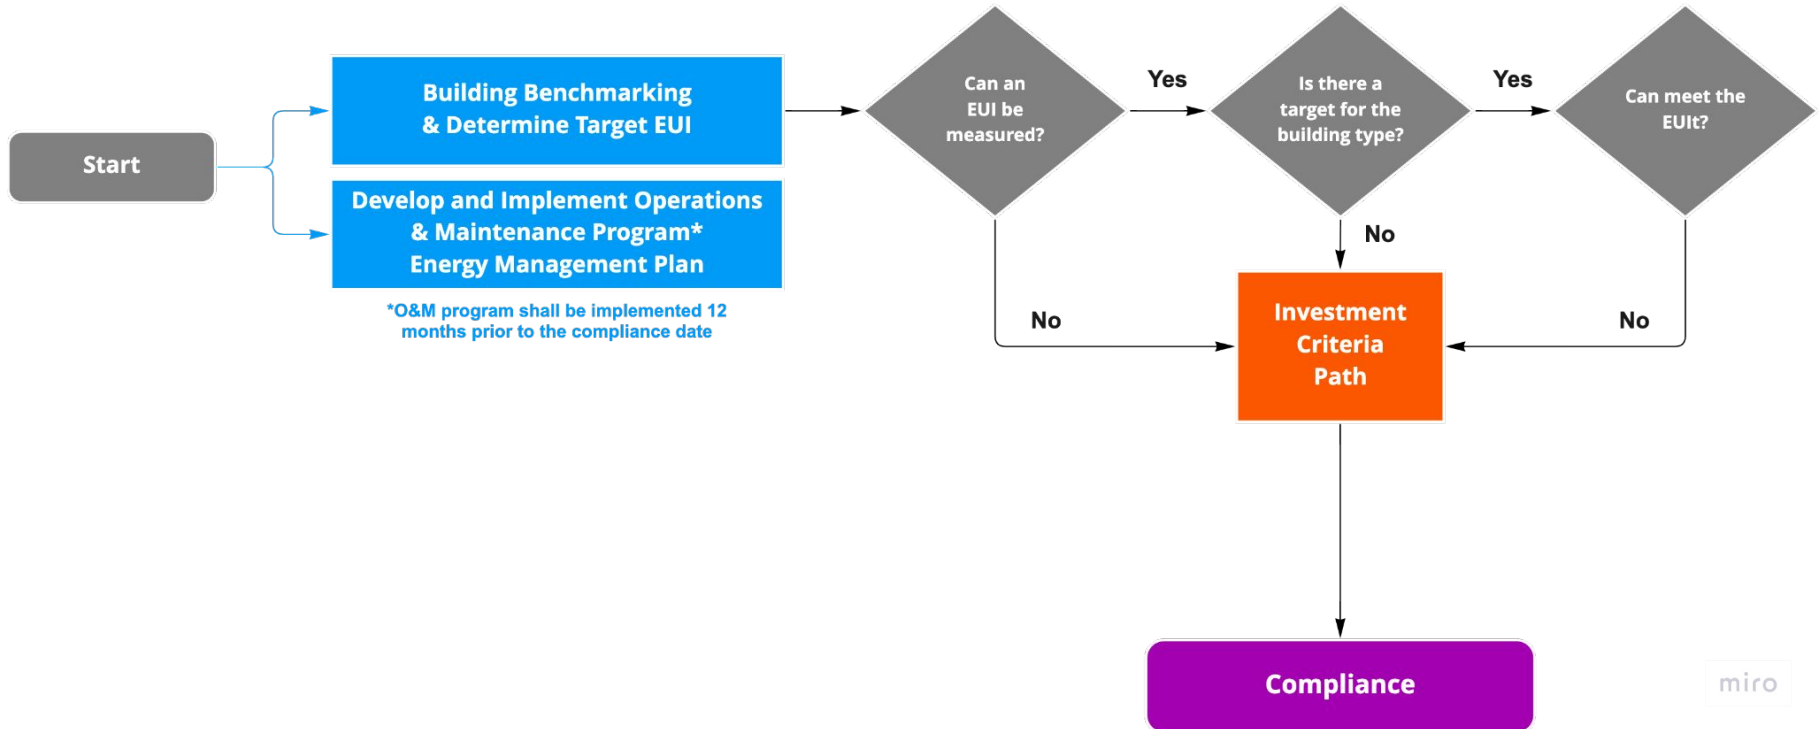 Start
Building Benchmarking
& Determine Target EUI
Develop and Implement Operations
& Maintenance Program*
Energy Management Plan
*O&M program shall be implemented 12
months prior to the compliance date
Can an
EUI be
measured?
Yes
Is there a
target for the
building type?
Yes
Can meet the
EUIt?
No
No
No
Investment
Criteria
Path
Compliance
miro